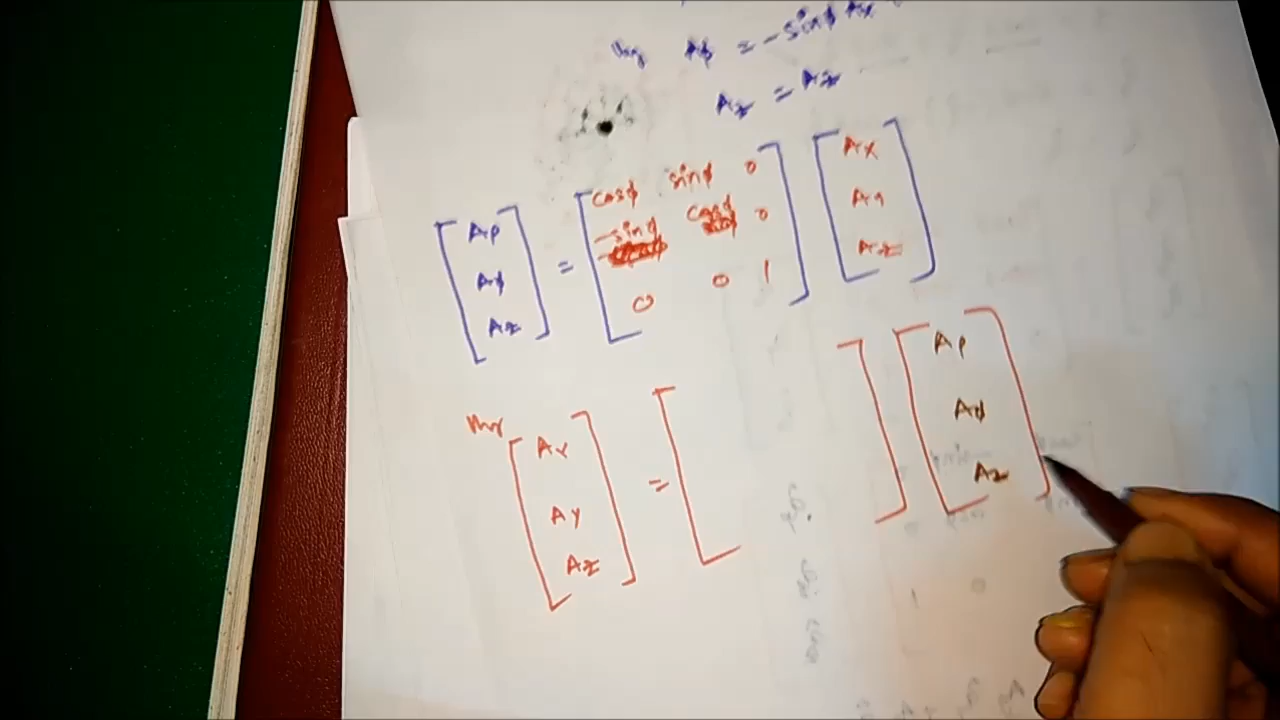 Aφ = -sinφ Ax
Az = Az
[Aρ Aφ Az] = [cosφ sinφ 0
-sinφ cosφ 0
0 0 1] [Ax Ay Az]
[Ax Ay Az] = [ ] [Aρ Aφ Az]